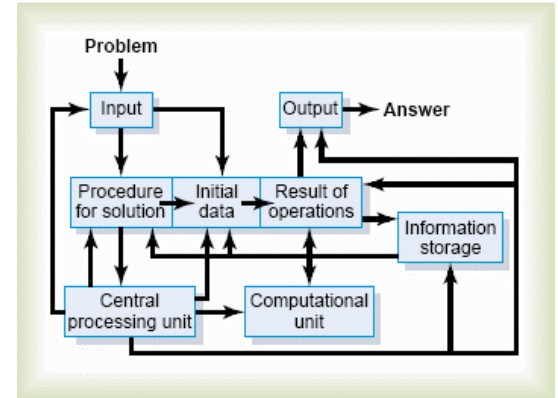 Problem
Input
Output
Answer
Procedure
for solution
Initial
data
Result of
operations
Information
storage
Central
processing unit
Computational
unit